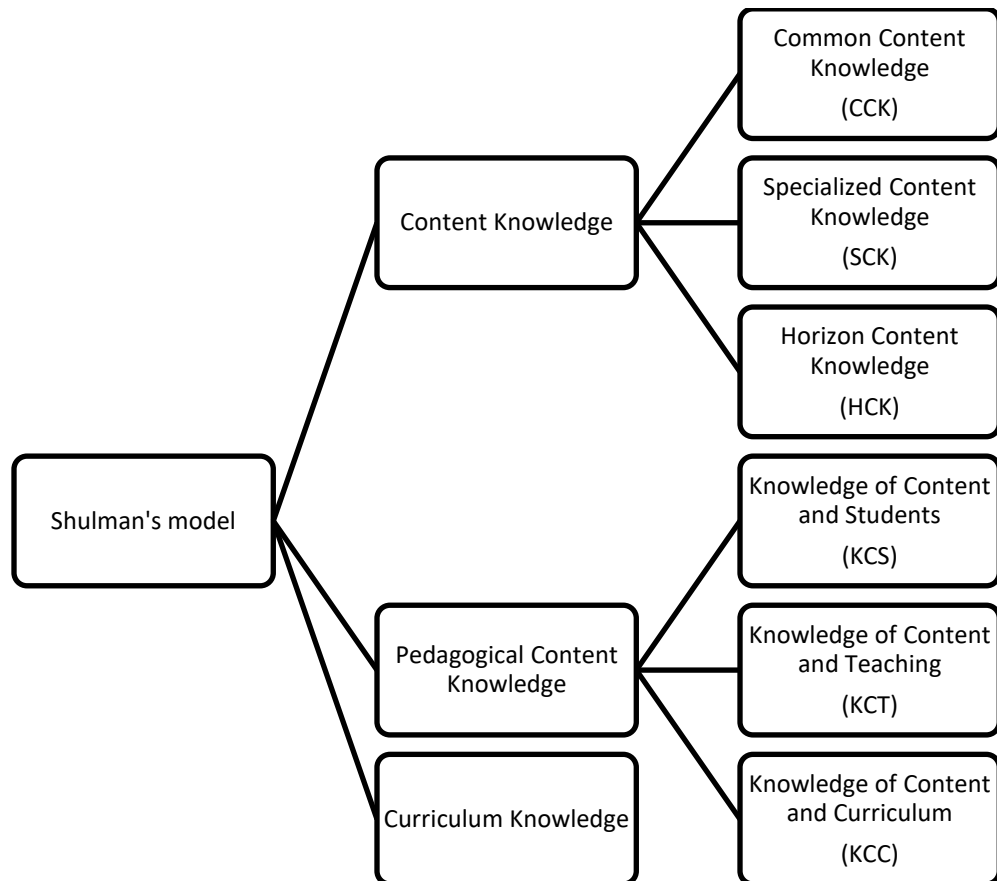 Shulman's model
Content Knowledge
Common Content
Knowledge
(CCK)
Specialized Content
Knowledge
(SCK)
Horizon Content
Knowledge
(HCK)
Pedagogical Content
Knowledge
Knowledge of Content
and Students
(KCS)
Knowledge of Content
and Teaching
(KCT)
Knowledge of Content
and Curriculum
(KCC)
Curriculum Knowledge